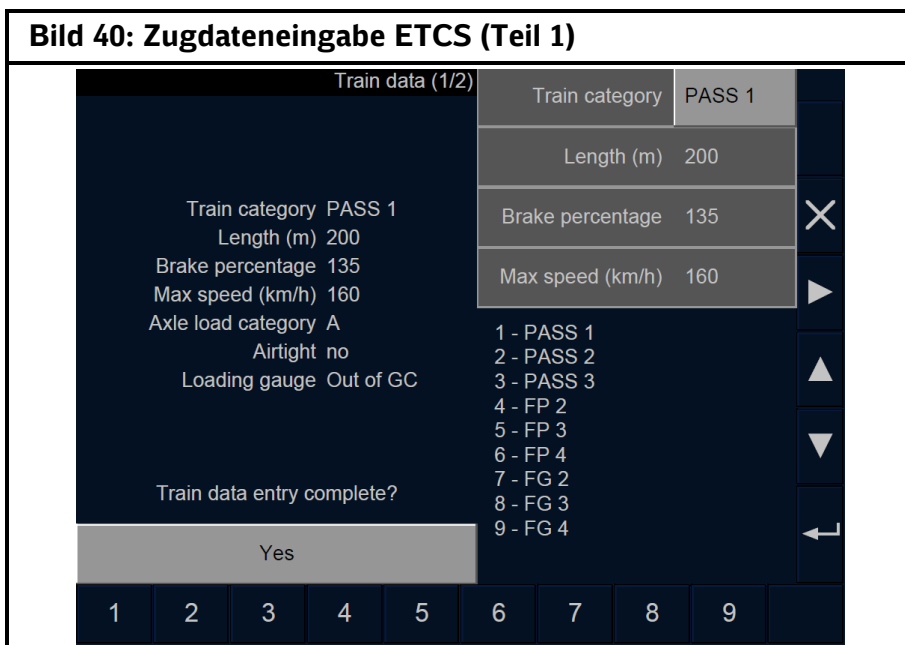 Bild 40: Zugdateneingabe ETCS (Teil 1)
Train data (1/2)
Train category PASS 1
Length (m) 200
Brake percentage 135
Max speed (km/h) 160
Axle load category A
Airtight no
Loading gauge Out of GC
Train data entry complete?
Yes
Train category PASS 1
Length (m) 200
Brake percentage 135
Max speed (km/h) 160
1 - PASS 1
2 - PASS 2
3 - PASS 3
4 - FP 2
5 - FP 3
6 - FP 4
7 - FG 2
8 - FG 3
9 - FG 4
1 2 3 4 5 6 7 8 9